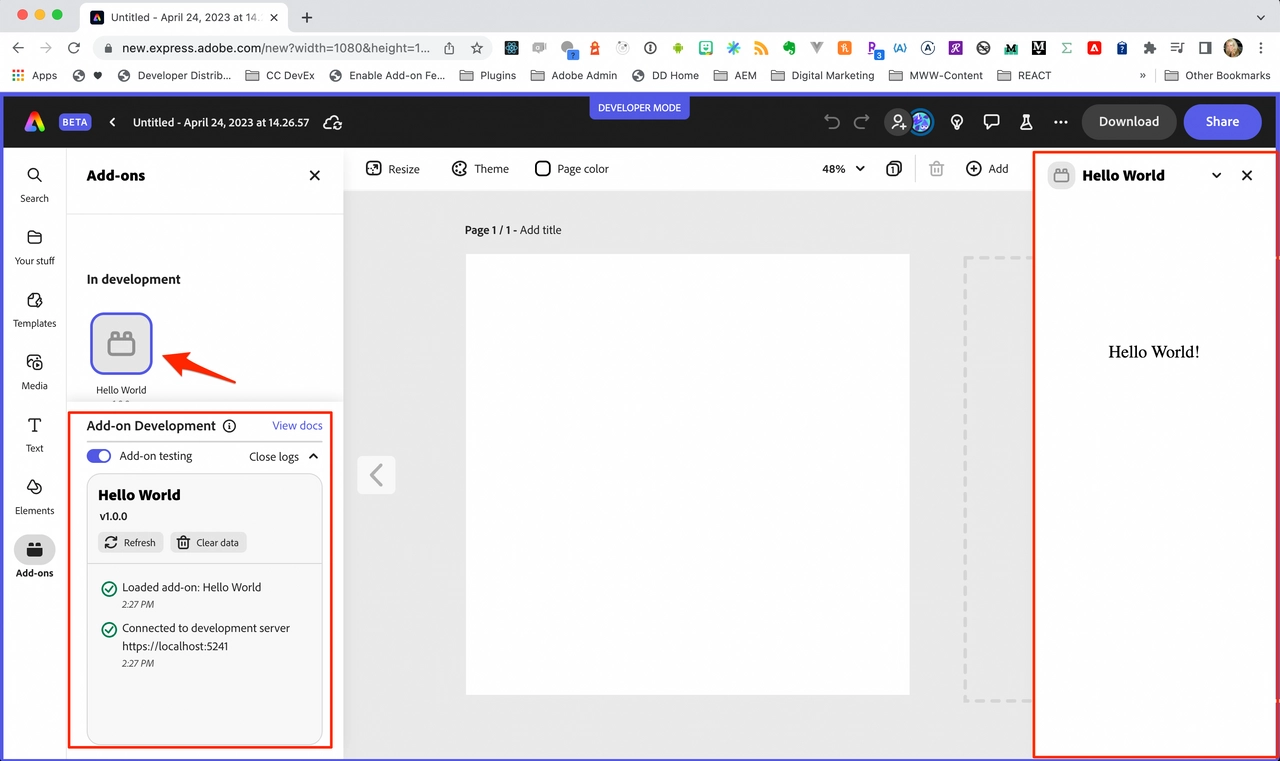 Untitled - April 24, 2023 at 14
new.express.adobe.com/new?width=1080&height=1...
Apps
Developer Distrib...
CC DevEx
Enable Add-on Fe...
Plugins
Adobe Admin
DD Home
AEM
Digital Marketing
MWW-Content
REACT
»
Other Bookmarks
DEVELOPER MODE
BETA
Untitled - April 24, 2023 at 14.26.57
Download
Share
Search
Your stuff
Templates
Media
Text
Elements
Add-ons
Add-ons
In development
Hello World
Add-on Development
View docs
Add-on testing
Close logs
Hello World
v1.0.0
Refresh
Clear data
Loaded add-on: Hello World
2:27 PM
Connected to development server
https://localhost:5241
2:27 PM
Resize
Theme
Page color
48%
1
Add
Page 1 / 1 - Add title
Hello World
Hello World!